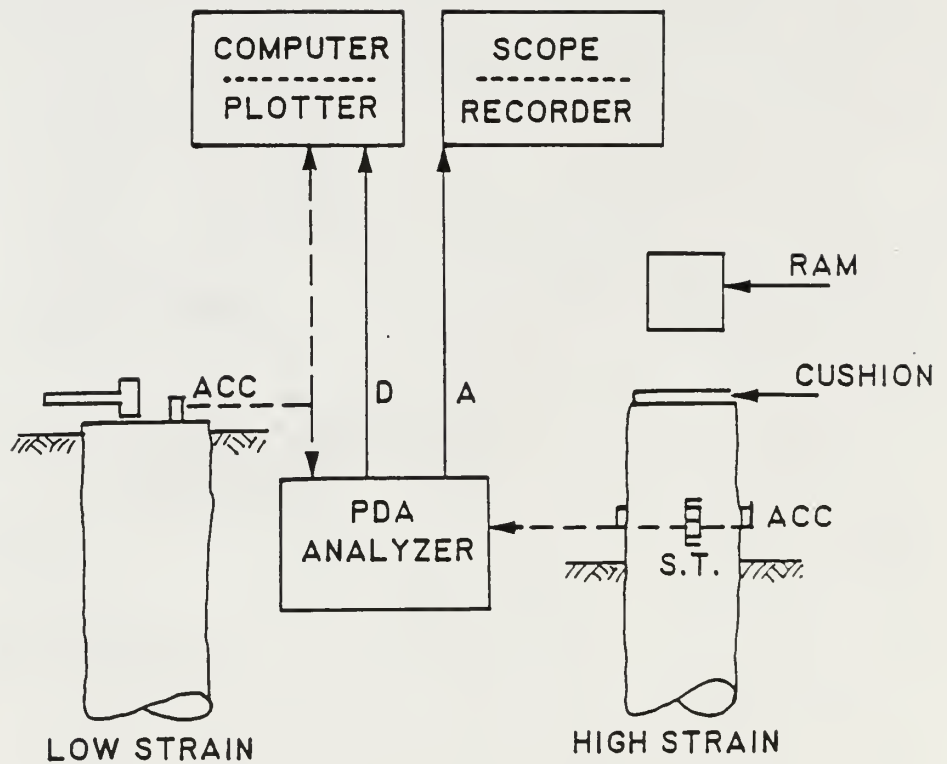 COMPUTER
PLOTTER
SCOPE
RECORDER
RAM
CUSHION
ACC
D
A
PDA
ANALYZER
ACC
S.T.
LOW STRAIN
HIGH STRAIN